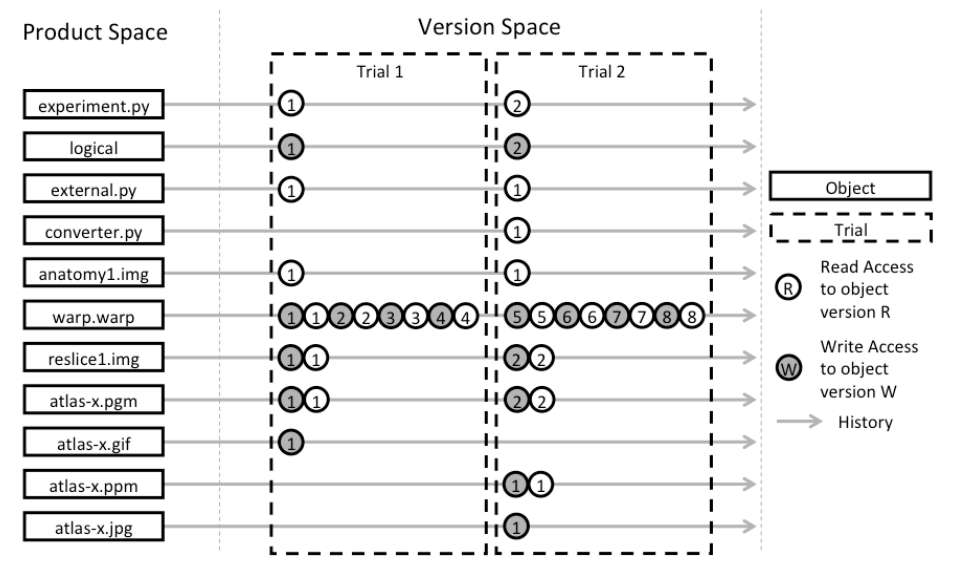 Product Space
Version Space
Trial 1
Trial 2
experiment.py 1 2
logical 1 2
external.py 1 1
converter.py 1
anatomy1.img 1 1
warp.warp 1 1 2 2 3 3 4 4 5 5 6 6 7 7 8 8
reslice1.img 1 1 2 2
atlas-x.pgm 1 1 2 2
atlas-x.gif 1
atlas-x.ppm 1 1
atlas-x.jpg 1
Object
Trial
R
Read Access
to object
version R
W
Write Access
to object
version W
History